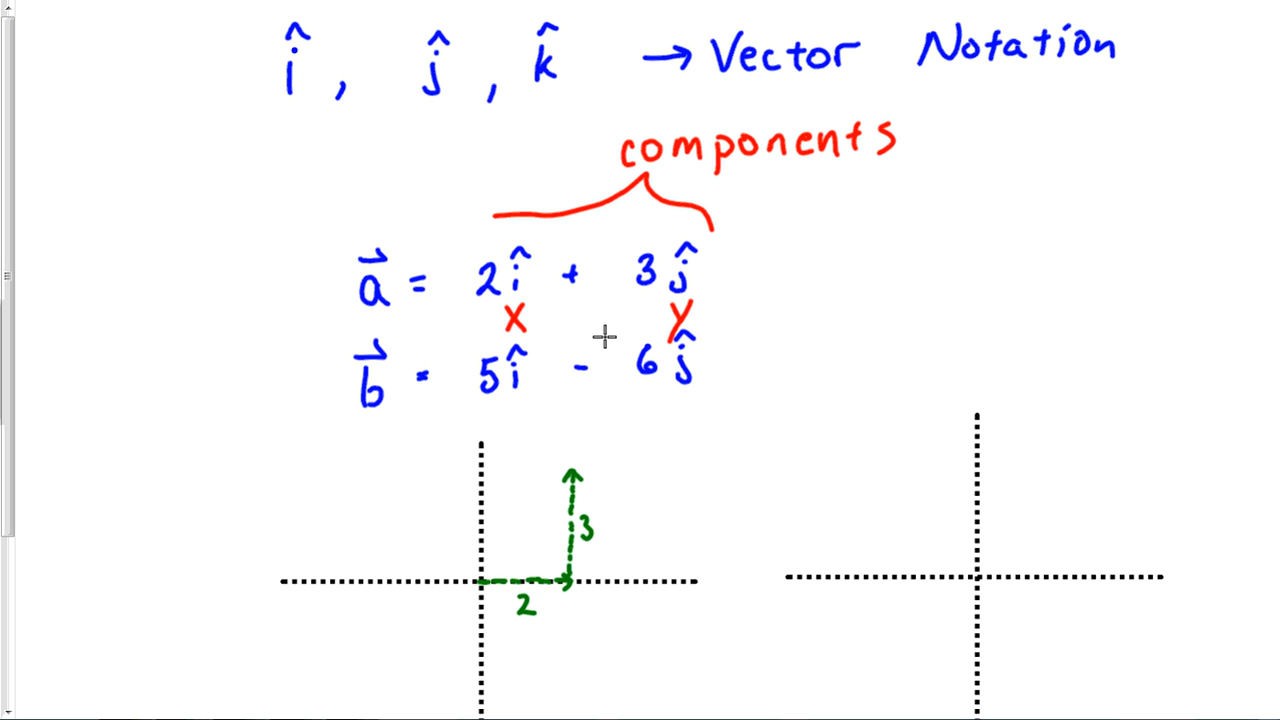 î , ĵ , k̂ → Vector Notation
components
a⃗ = 2î + 3ĵ
x y
b⃗ = 5î - 6ĵ
3
2